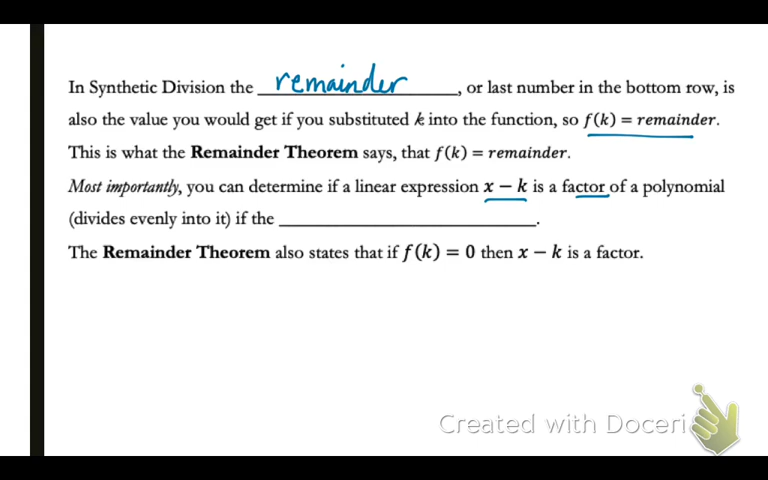 In Synthetic Division the remainder, or last number in the bottom row, is
also the value you would get if you substituted k into the function, so f(k) = remainder.
This is what the Remainder Theorem says, that f(k) = remainder.
Most importantly, you can determine if a linear expression x − k is a factor of a polynomial
(divides evenly into it) if the ______________________________.
The Remainder Theorem also states that if f(k) = 0 then x − k is a factor.
Created with Doceri